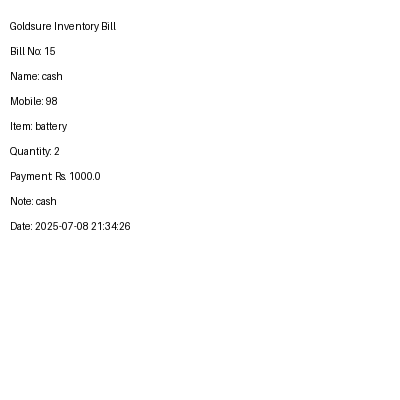 Goldsure Inventory Bill
Bill No: 15
Name: cash
Mobile: 98
Item: battery
Quantity: 2
Payment: Rs. 1000.0
Note: cash
Date: 2025-07-08 21:34:26